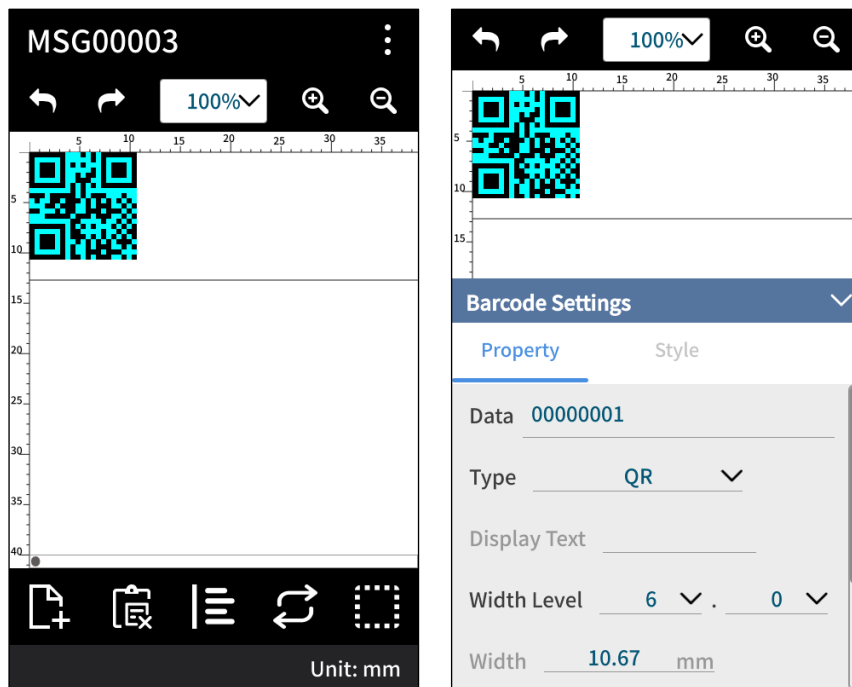 MSG00003
100%
5 10 15 20 25 30 35
5
10
15
20
25
30
35
40
Unit: mm
100%
5 10 15 20 25 30 35
5
10
15
Barcode Settings
Property Style
Data 00000001
Type QR
Display Text
Width Level 6 . 0
Width 10.67 mm